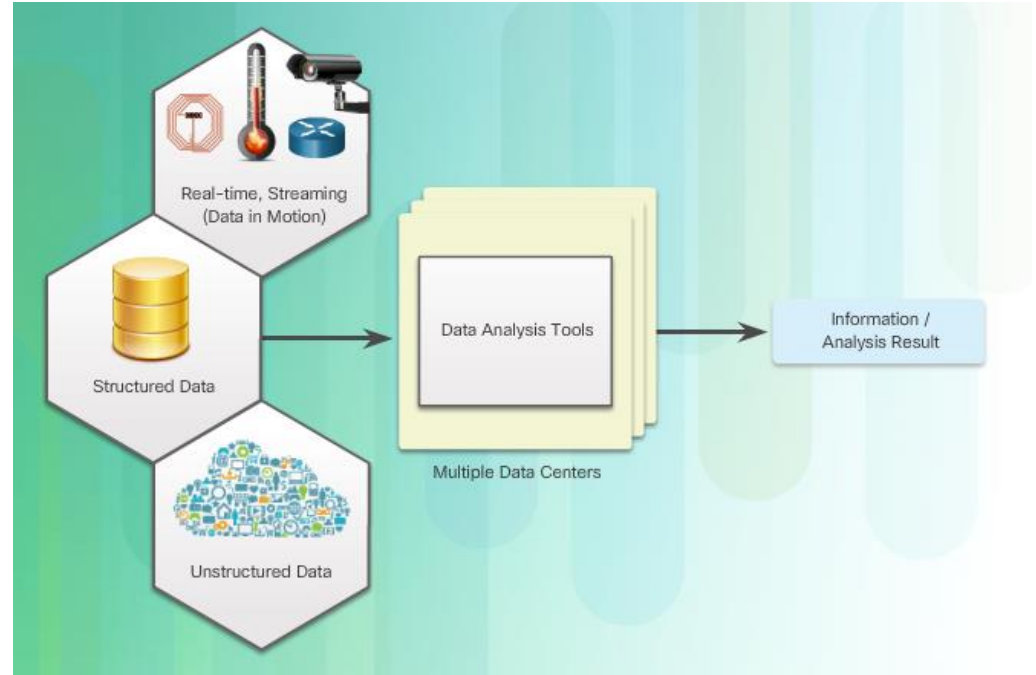 Real-time, Streaming
(Data in Motion)
Structured Data
Unstructured Data
Data Analysis Tools
Multiple Data Centers
Information /
Analysis Result